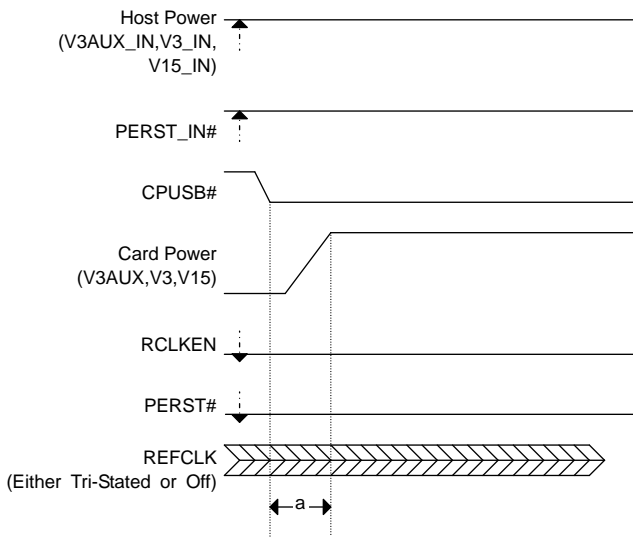 Host Power
(V3AUX_IN,V3_IN,
V15_IN)
PERST_IN#
CPUSB#
Card Power
(V3AUX,V3,V15)
RCLKEN
PERST#
REFCLK
(Either Tri-Stated or Off)
a